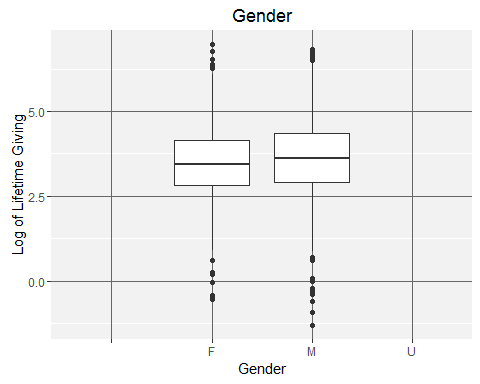 Gender
Log of Lifetime Giving
5.0
2.5
0.0
F M U
Gender